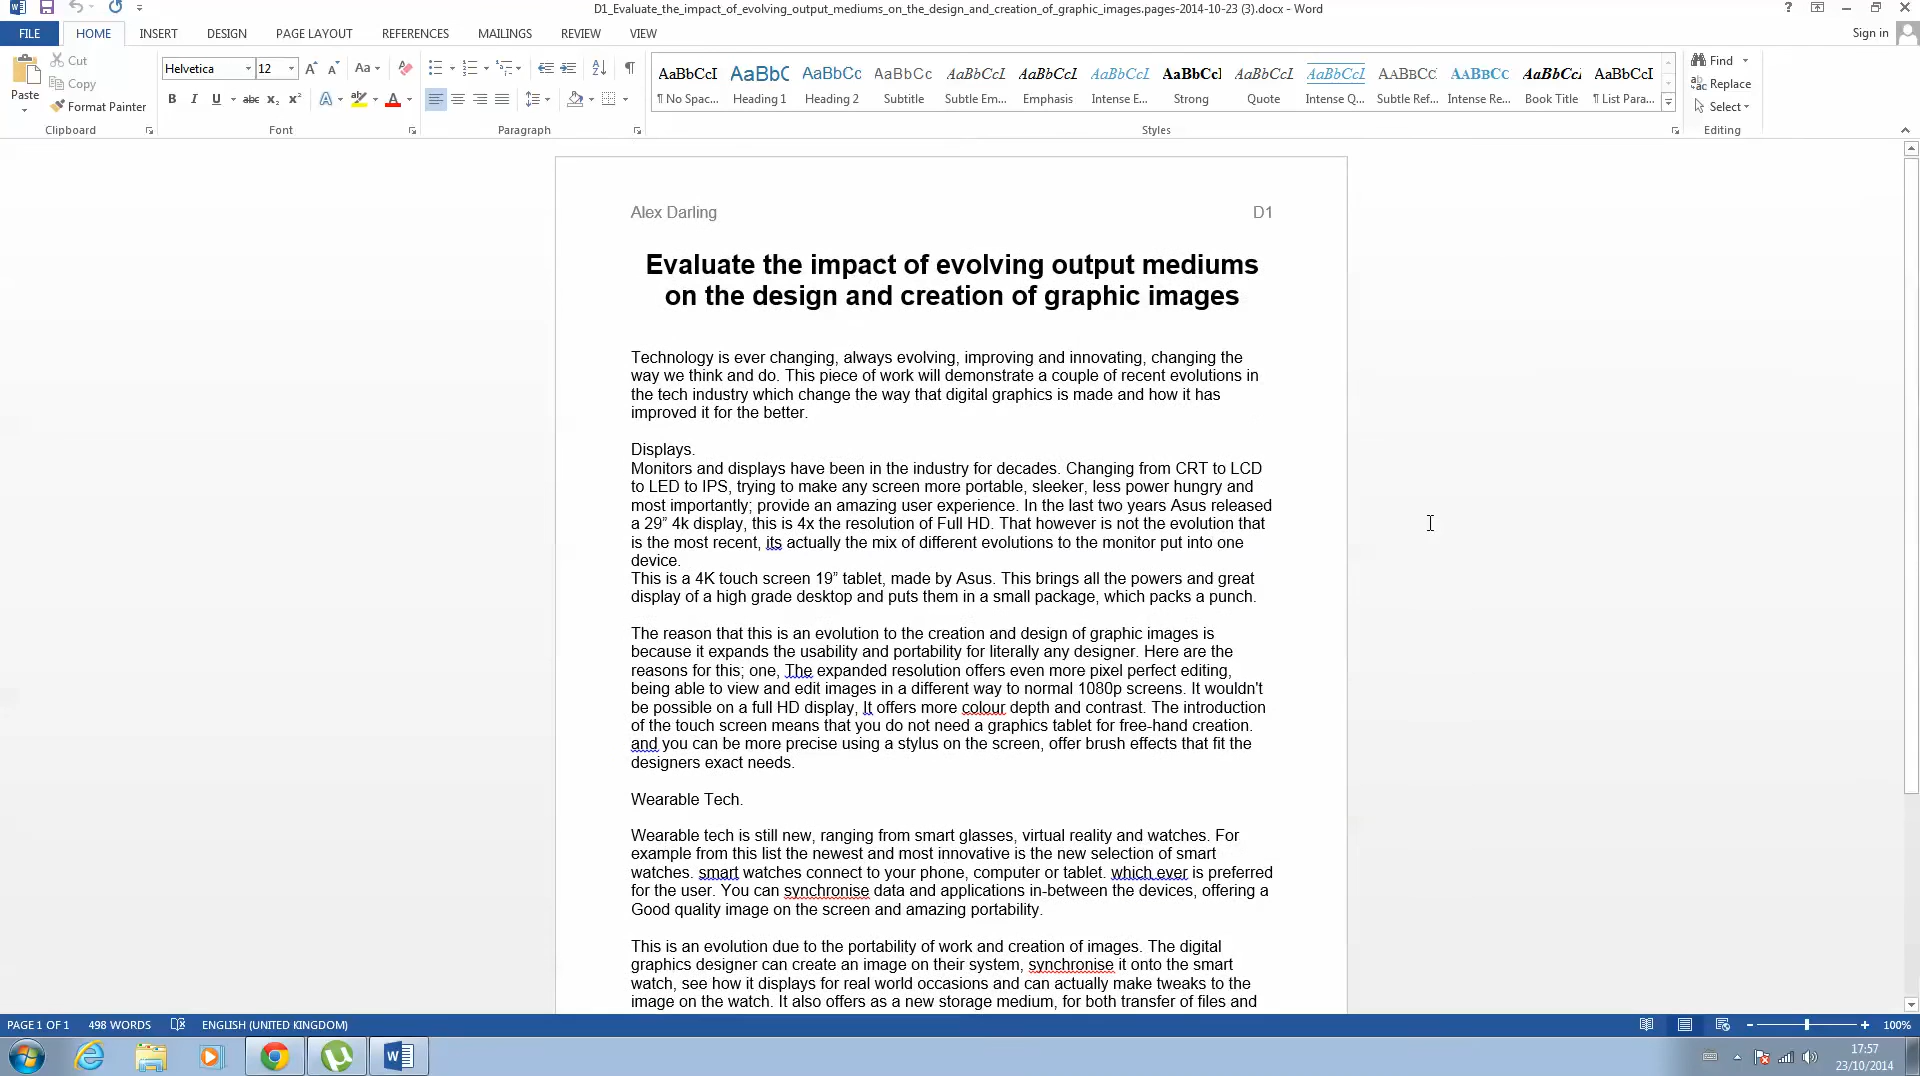 D1_Evaluate_the_impact_of_evolving_output_mediums_on_the_design_and_creation_of_graphic_images.pages-2014-10-23 (3).docx - Word
FILE HOME INSERT DESIGN PAGE LAYOUT REFERENCES MAILINGS REVIEW VIEW Sign in
Paste
Cut
Copy
Format Painter
Clipboard
Helvetica 12
Font
Paragraph
AaBbCcI AaBbC AaBbCc AaBbCc AaBbCcI AaBbCcI AaBbCcI AaBbCcI AaBbCcI AaBbCcI AaBbCc AaBbCc AaBbCcI AaBbCcI
¶ No Spac... Heading 1 Heading 2 Subtitle Subtle Em... Emphasis Intense E... Strong Quote Intense Q... Subtle Ref... Intense Re... Book Title ¶ List Para...
Styles
Find
Replace
Select
Editing
Alex Darling D1
Evaluate the impact of evolving output mediums
on the design and creation of graphic images
Technology is ever changing, always evolving, improving and innovating, changing the
way we think and do. This piece of work will demonstrate a couple of recent evolutions in
the tech industry which change the way that digital graphics is made and how it has
improved it for the better.
Displays.
Monitors and displays have been in the industry for decades. Changing from CRT to LCD
to LED to IPS, trying to make any screen more portable, sleeker, less power hungry and
most importantly; provide an amazing user experience. In the last two years Asus released
a 29” 4k display, this is 4x the resolution of Full HD. That however is not the evolution that
is the most recent, its actually the mix of different evolutions to the monitor put into one
device.
This is a 4K touch screen 19” tablet, made by Asus. This brings all the powers and great
display of a high grade desktop and puts them in a small package, which packs a punch.
The reason that this is an evolution to the creation and design of graphic images is
because it expands the usability and portability for literally any designer. Here are the
reasons for this; one, The expanded resolution offers even more pixel perfect editing,
being able to view and edit images in a different way to normal 1080p screens. It wouldn't
be possible on a full HD display, It offers more colour depth and contrast. The introduction
of the touch screen means that you do not need a graphics tablet for free-hand creation.
and you can be more precise using a stylus on the screen, offer brush effects that fit the
designers exact needs.
Wearable Tech.
Wearable tech is still new, ranging from smart glasses, virtual reality and watches. For
example from this list the newest and most innovative is the new selection of smart
watches. smart watches connect to your phone, computer or tablet. which ever is preferred
for the user. You can synchronise data and applications in-between the devices, offering a
Good quality image on the screen and amazing portability.
This is an evolution due to the portability of work and creation of images. The digital
graphics designer can create an image on their system, synchronise it onto the smart
watch, see how it displays for real world occasions and can actually make tweaks to the
image on the watch. It also offers as a new storage medium, for both transfer of files and
PAGE 1 OF 1 498 WORDS ENGLISH (UNITED KINGDOM) 100%
17:57
23/10/2014